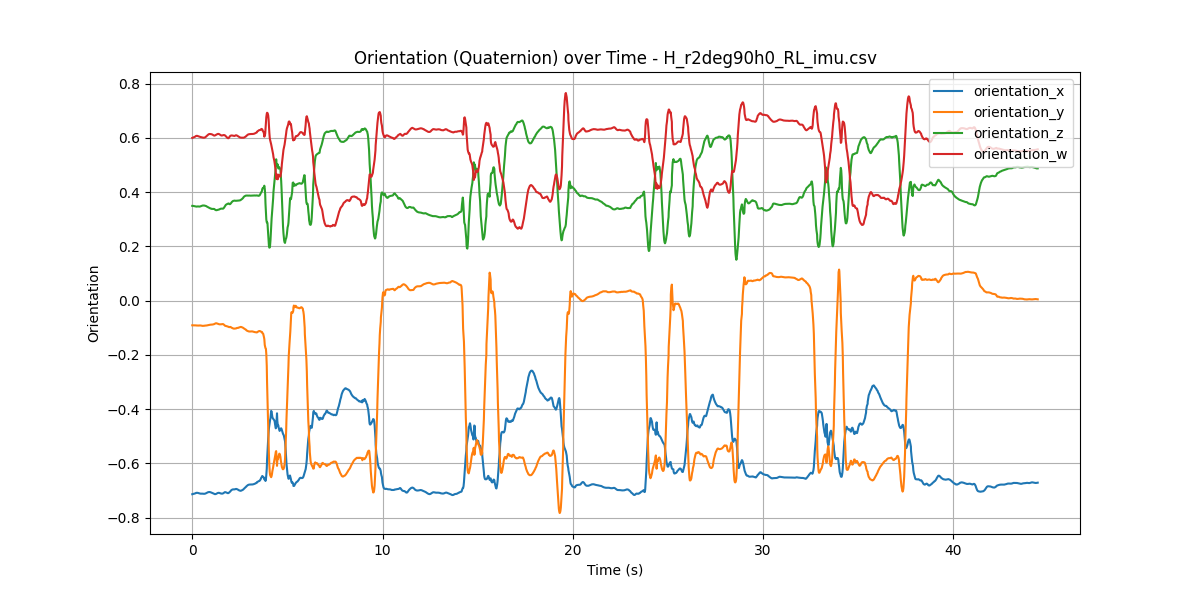 Orientation (Quaternion) over Time - H_r2deg90h0_RL_imu.csv
orientation_x
orientation_y
orientation_z
orientation_w
0.8
0.6
0.4
0.2
0.0
−0.2
−0.4
−0.6
−0.8
Orientation
0 10 20 30 40
Time (s)